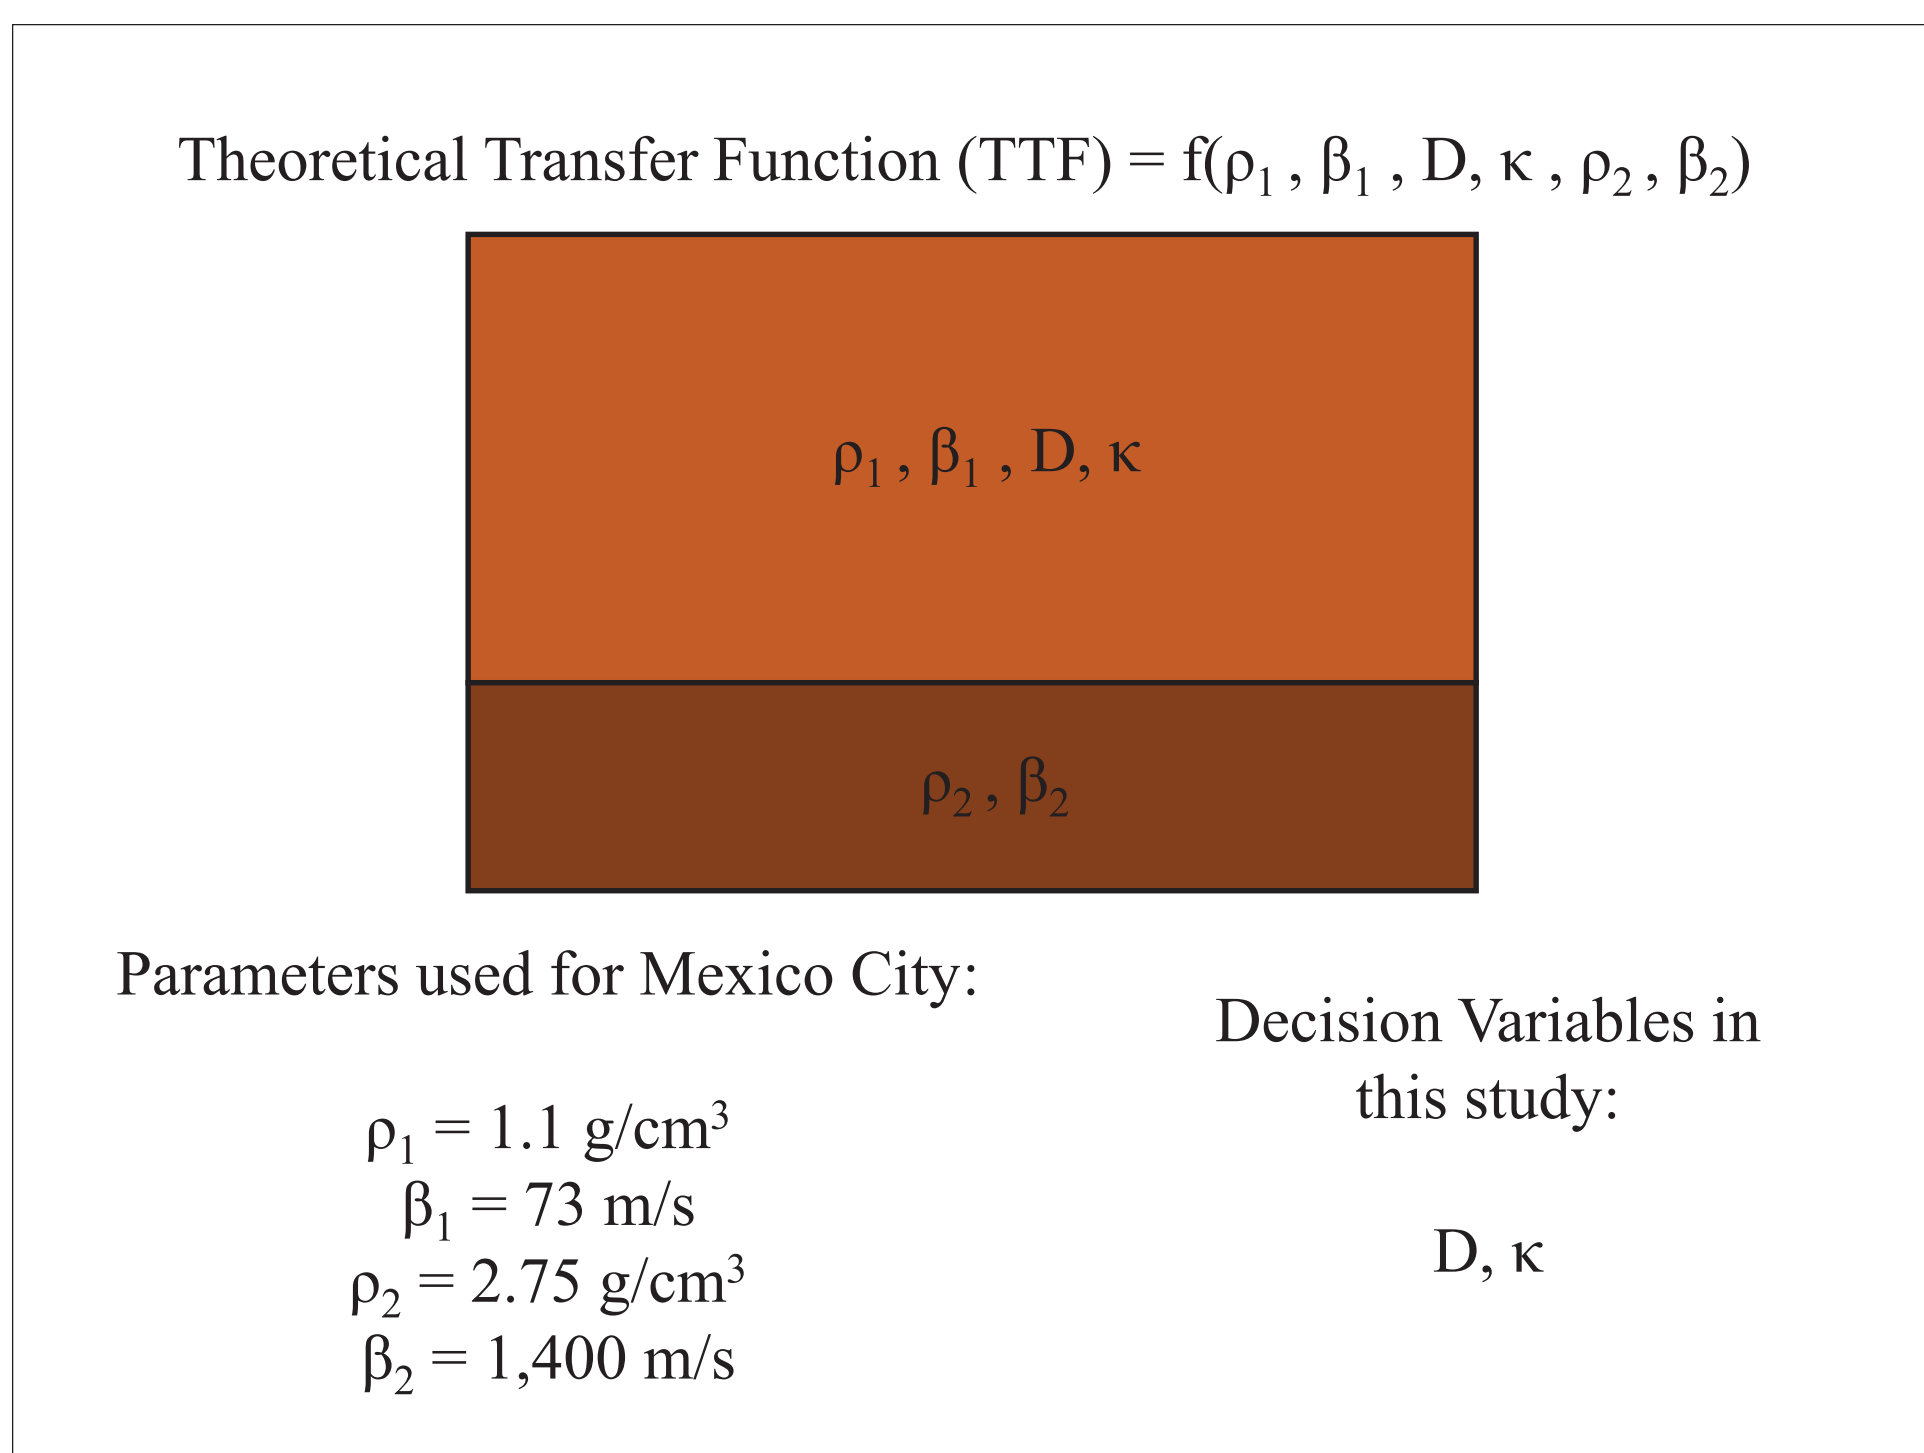 Theoretical Transfer Function (TTF) = f(ρ₁ , β₁ , D, κ , ρ₂ , β₂)
ρ₁ , β₁ , D, κ
ρ₂ , β₂
Parameters used for Mexico City:
ρ₁ = 1.1 g/cm³
β₁ = 73 m/s
ρ₂ = 2.75 g/cm³
β₂ = 1,400 m/s
Decision Variables in
this study:
D, κ